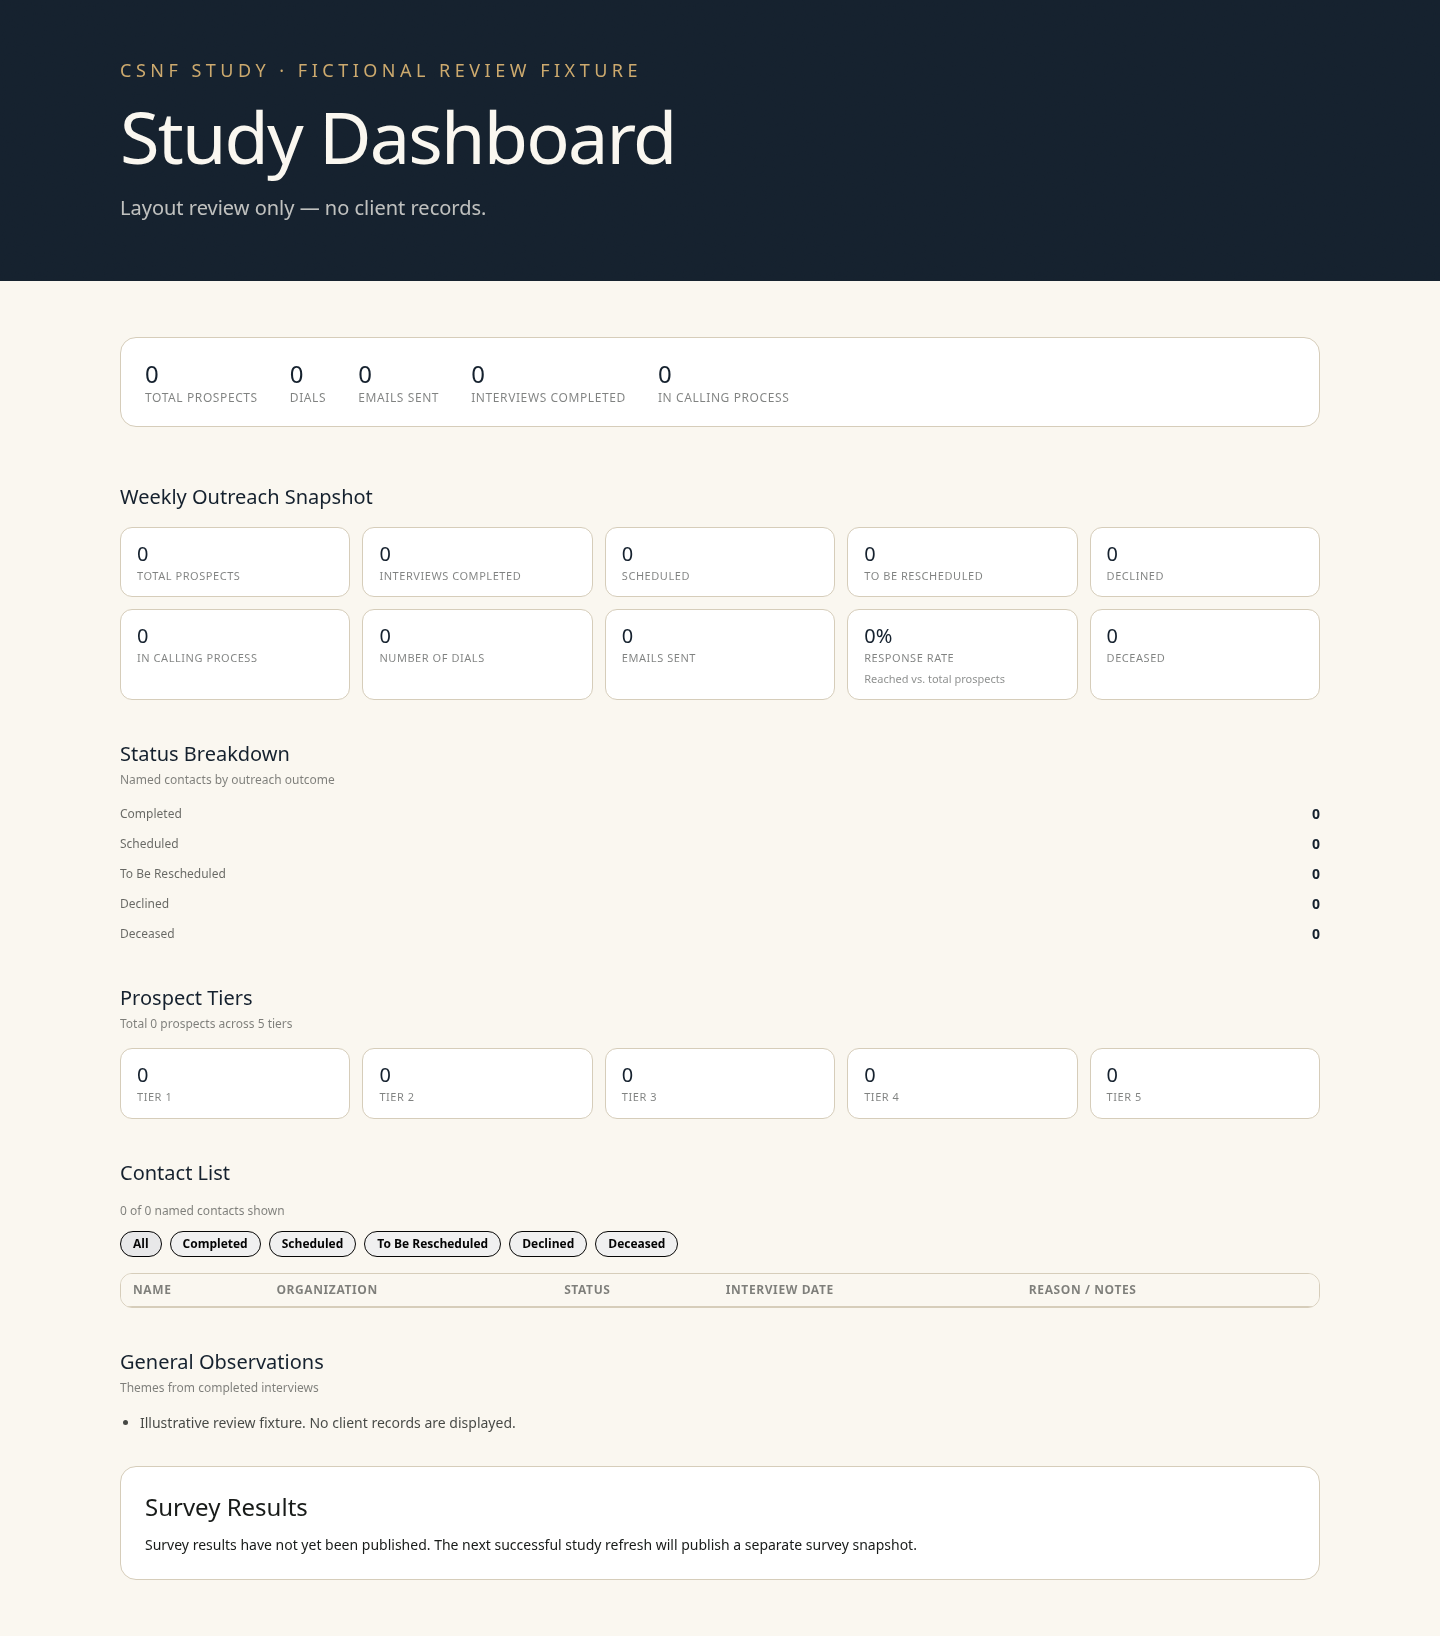 CSNF STUDY · FICTIONAL REVIEW FIXTURE
Study Dashboard
Layout review only — no client records.
0 0 0 0 0
TOTAL PROSPECTS DIALS EMAILS SENT INTERVIEWS COMPLETED IN CALLING PROCESS
Weekly Outreach Snapshot
0 0 0 0 0
TOTAL PROSPECTS INTERVIEWS COMPLETED SCHEDULED TO BE RESCHEDULED DECLINED
0 0 0 0% 0
IN CALLING PROCESS NUMBER OF DIALS EMAILS SENT RESPONSE RATE DECEASED
Reached vs. total prospects
Status Breakdown
Named contacts by outreach outcome
Completed 0
Scheduled 0
To Be Rescheduled 0
Declined 0
Deceased 0
Prospect Tiers
Total 0 prospects across 5 tiers
0 0 0 0 0
TIER 1 TIER 2 TIER 3 TIER 4 TIER 5
Contact List
0 of 0 named contacts shown
All Completed Scheduled To Be Rescheduled Declined Deceased
NAME ORGANIZATION STATUS INTERVIEW DATE REASON / NOTES
General Observations
Themes from completed interviews
• Illustrative review fixture. No client records are displayed.
Survey Results
Survey results have not yet been published. The next successful study refresh will publish a separate survey snapshot.